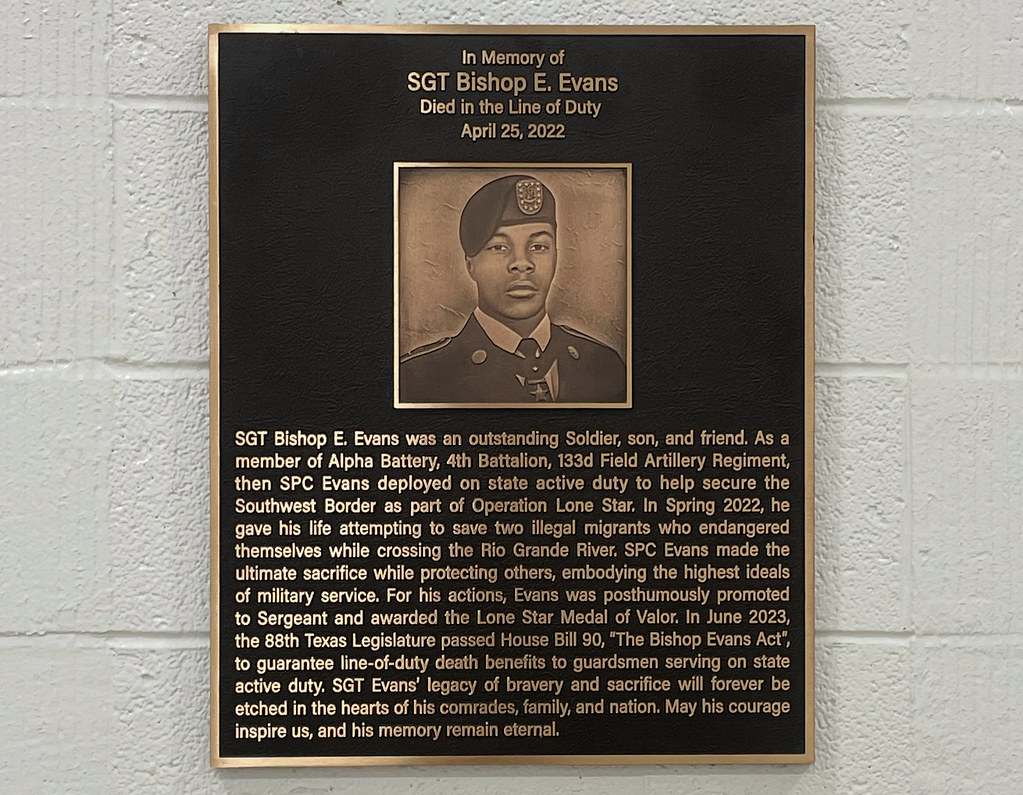 In Memory of
SGT Bishop E. Evans
Died in the Line of Duty
April 25, 2022
SGT Bishop E. Evans was an outstanding Soldier, son, and friend. As a
member of Alpha Battery, 4th Battalion, 133d Field Artillery Regiment,
then SPC Evans deployed on state active duty to help secure the
Southwest Border as part of Operation Lone Star. In Spring 2022, he
gave his life attempting to save two illegal migrants who endangered
themselves while crossing the Rio Grande River. SPC Evans made the
ultimate sacrifice while protecting others, embodying the highest ideals
of military service. For his actions, Evans was posthumously promoted
to Sergeant and awarded the Lone Star Medal of Valor. In June 2023,
the 88th Texas Legislature passed House Bill 90, "The Bishop Evans Act",
to guarantee line-of-duty death benefits to guardsmen serving on state
active duty. SGT Evans' legacy of bravery and sacrifice will forever be
etched in the hearts of his comrades, family, and nation. May his courage
inspire us, and his memory remain eternal.